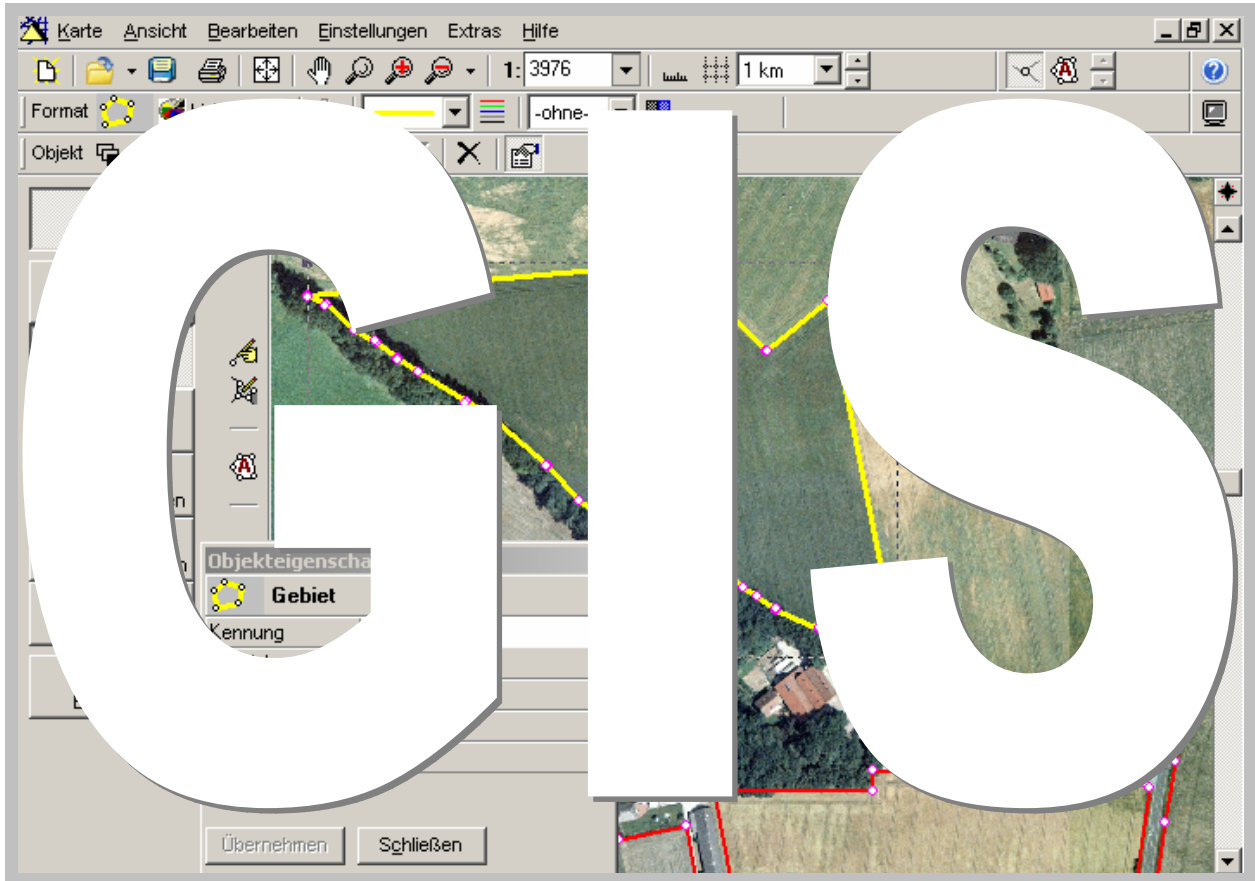 Karte Ansicht Bearbeiten Einstellungen Extras Hilfe
1: 3976 1 km
Format -ohne-
Objekt
GIS
Objekteigenscha
Gebiet
Kennung
Übernehmen Schließen